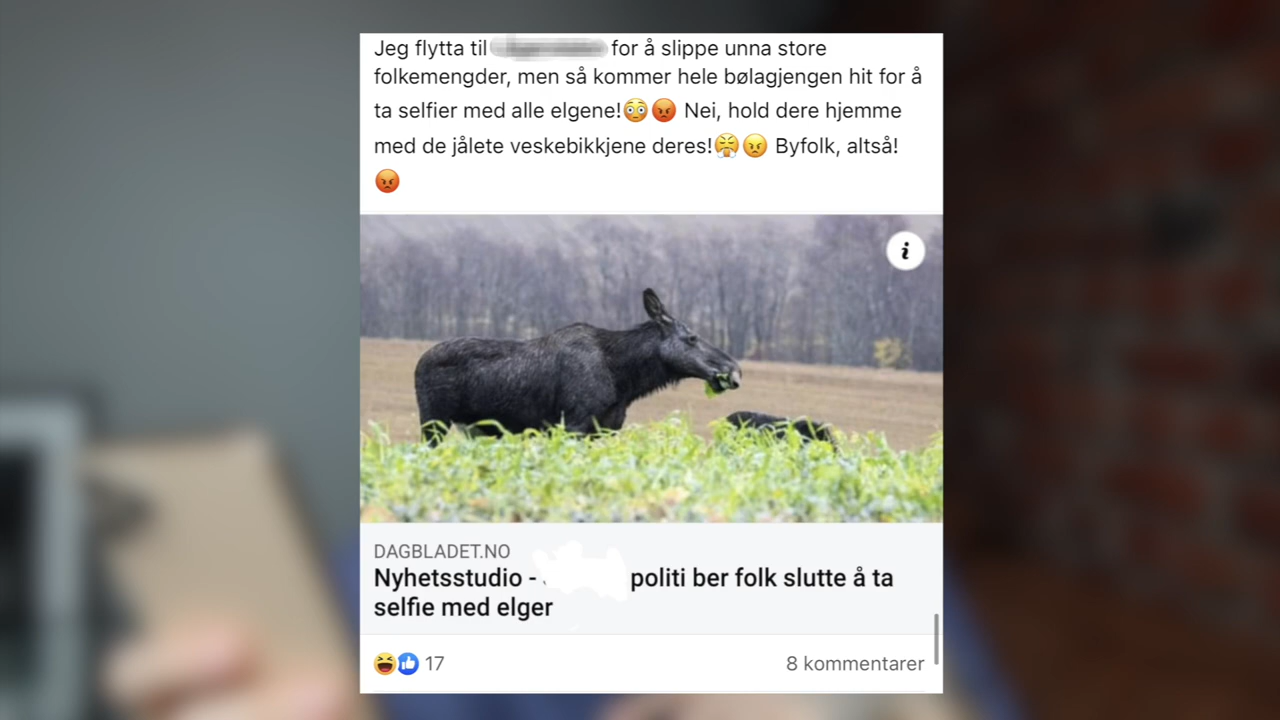 Jeg flytta til for å slippe unna store
folkemengder, men så kommer hele bølagjengen hit for å
ta selfier med alle elgene!😳😡 Nei, hold dere hjemme
med de jålete veskebikkjene deres!😤😠 Byfolk, altså!
😡
i
DAGBLADET.NO
Nyhetsstudio - politi ber folk slutte å ta
selfie med elger
😆👍 17
8 kommentarer